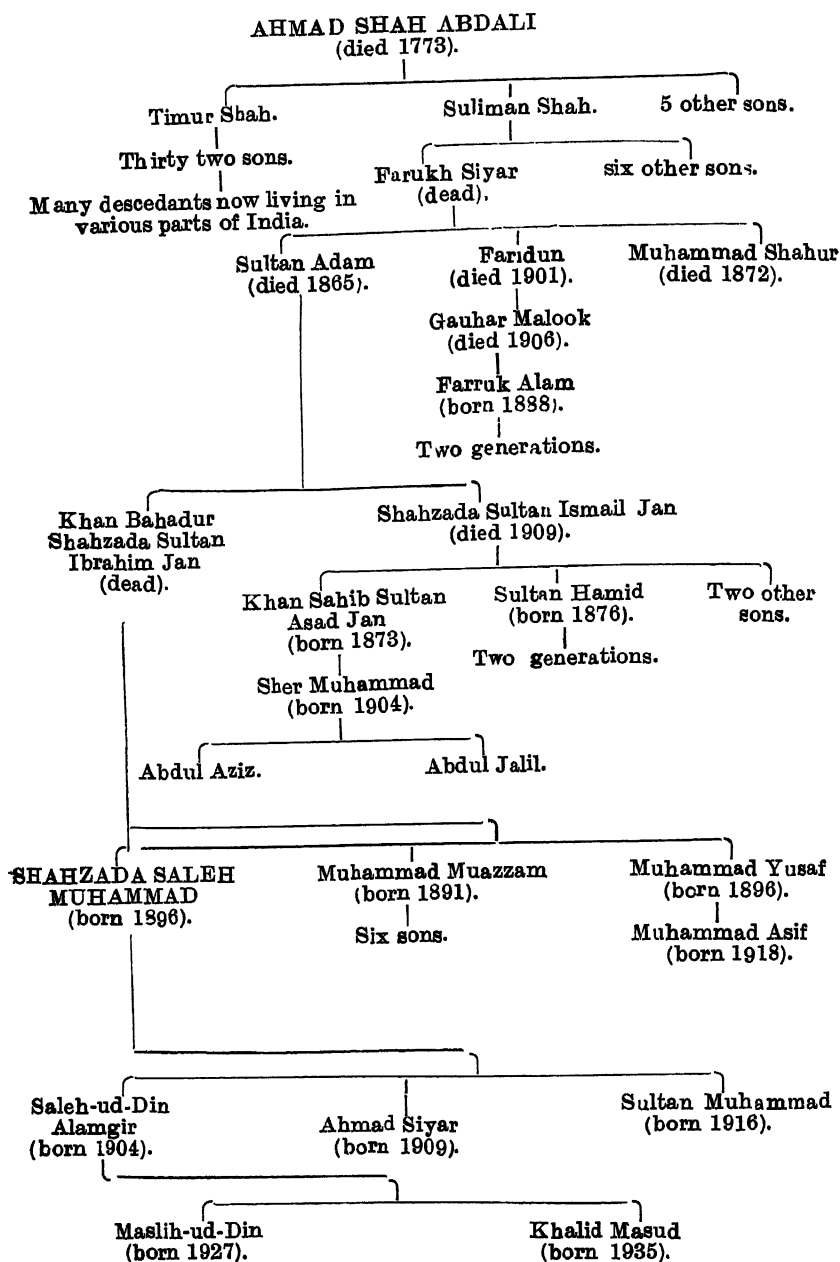 AHMAD SHAH ABDALI
(died 1773).
Timur Shah.
Suliman Shah.
5 other sons.
Thirty two sons.
Farukh Siyar
(dead).
six other sons.
Many descedants now living in
various parts of India.
Sultan Adam
(died 1865).
Faridun
(died 1901).
Muhammad Shahur
(died 1872).
Gauhar Malook
(died 1906).
Farruk Alam
(born 1888).
Two generations.
Khan Bahadur
Shahzada Sultan
Ibrahim Jan
(dead).
Shahzada Sultan Ismail Jan
(died 1909).
Khan Sahib Sultan
Asad Jan
(born 1873).
Sultan Hamid
(born 1876).
Two other
sons.
Two generations.
Sher Muhammad
(born 1904).
Abdul Aziz.
Abdul Jalil.
SHAHZADA SALEH
MUHAMMAD
(born 1896).
Muhammad Muazzam
(born 1891).
Muhammad Yusaf
(born 1896).
Six sons.
Muhammad Asif
(born 1918).
Saleh-ud-Din
Alamgir
(born 1904).
Ahmad Siyar
(born 1909).
Sultan Muhammad
(born 1916).
Maslih-ud-Din
(born 1927).
Khalid Masud
(born 1935).